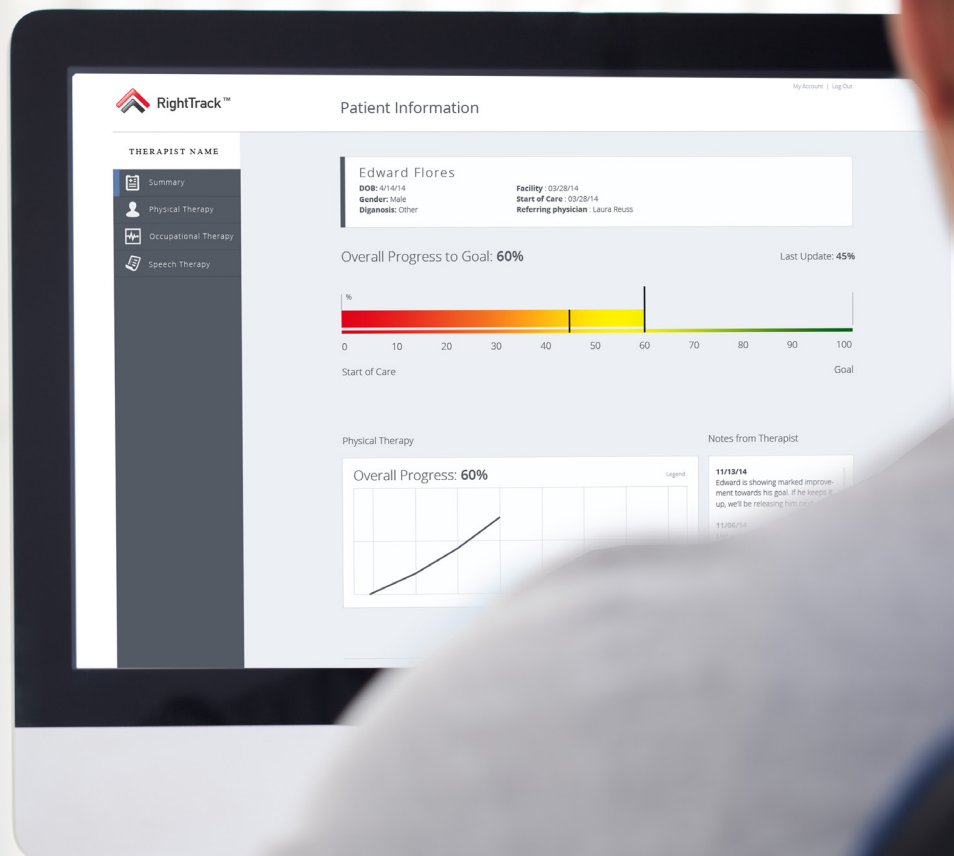 My Account | Log Out
RightTrack™
Patient Information
THERAPIST NAME
Summary
Physical Therapy
Occupational Therapy
Speech Therapy
Edward Flores
DOB: 4/14/14
Gender: Male
Diganosis: Other
Facility : 03/28/14
Start of Care : 03/28/14
Referring physician : Laura Reuss
Overall Progress to Goal: 60%
Last Update: 45%
%
0 10 20 30 40 50 60 70 80 90 100
Start of Care
Goal
Physical Therapy
Overall Progress: 60%
Legend
Notes from Therapist
11/13/14
Edward is showing marked improve-
ment towards his goal. If he keeps it
up, we'll be releasing him
11/06/14